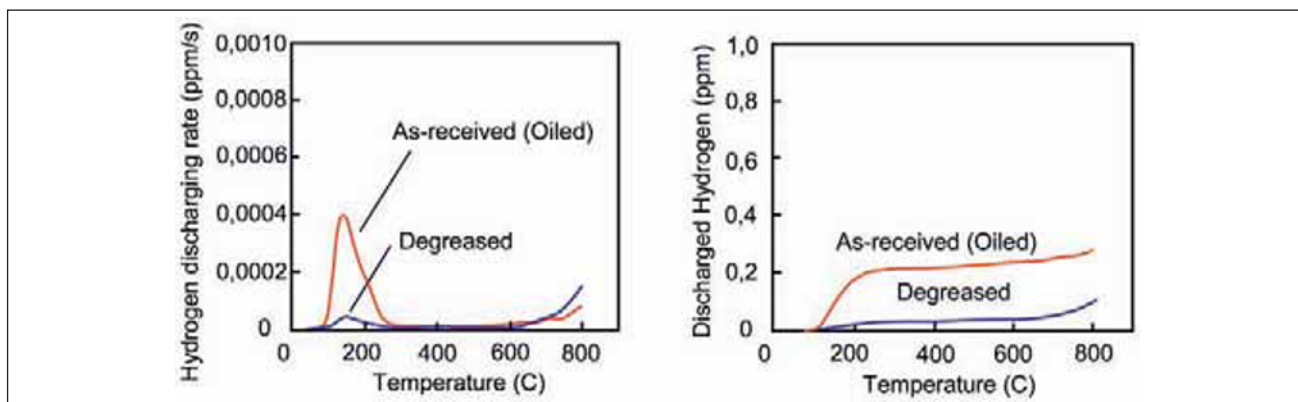 Hydrogen discharging rate (ppm/s)
0,0010
0,0008
0,0006
0,0004
0,0002
0
As-received (Oiled)
Degreased
0 200 400 600 800
Temperature (C)
Discharged Hydrogen (ppm)
1,0
0,8
0,6
0,4
0,2
0
As-received (Oiled)
Degreased
0 200 400 600 800
Temperature (C)